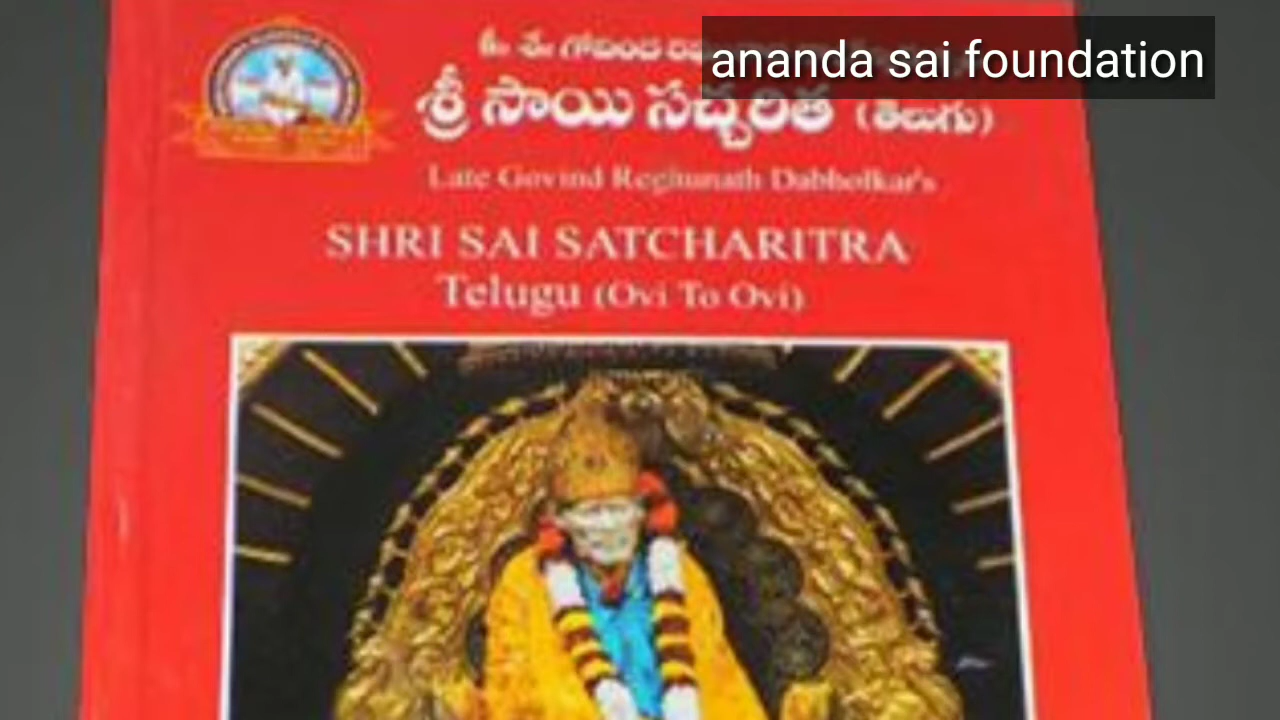 ananda sai foundation
కీ. శే. గోవింద
శ్రీ సాయి సచ్చరిత (తెలుగు)
Late Govind Reghunath Dabholkar's
SHRI SAI SATCHARITRA
Telugu (Ovi To Ovi)